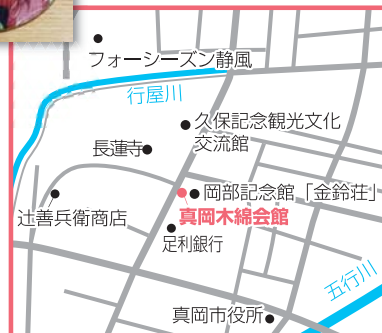 フォーシーズン静風
行屋川
久保記念観光文化
交流館
長蓮寺
岡部記念館「金鈴荘」
真岡木綿会館
辻善兵衛商店
足利銀行
五行川
真岡市役所